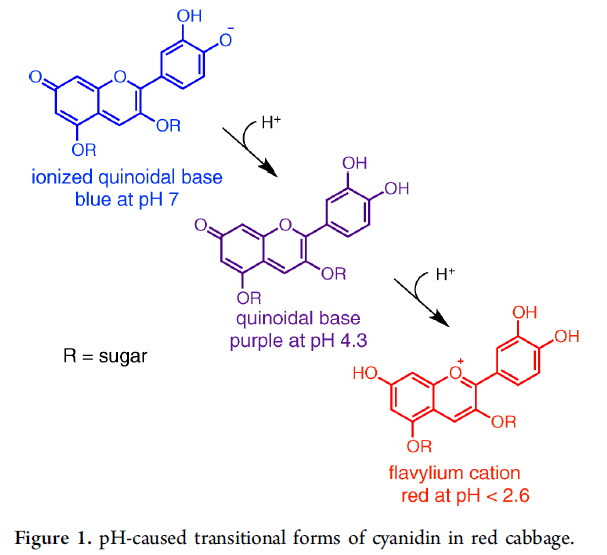 OH
O⁻
O
O
OR
OR
H⁺
ionized quinoidal base
blue at pH 7
OH
OH
O
O
OR
OR
H⁺
quinoidal base
purple at pH 4.3
R = sugar
OH
OH
HO
O⁺
OR
OR
flavylium cation
red at pH < 2.6
Figure 1. pH-caused transitional forms of cyanidin in red cabbage.